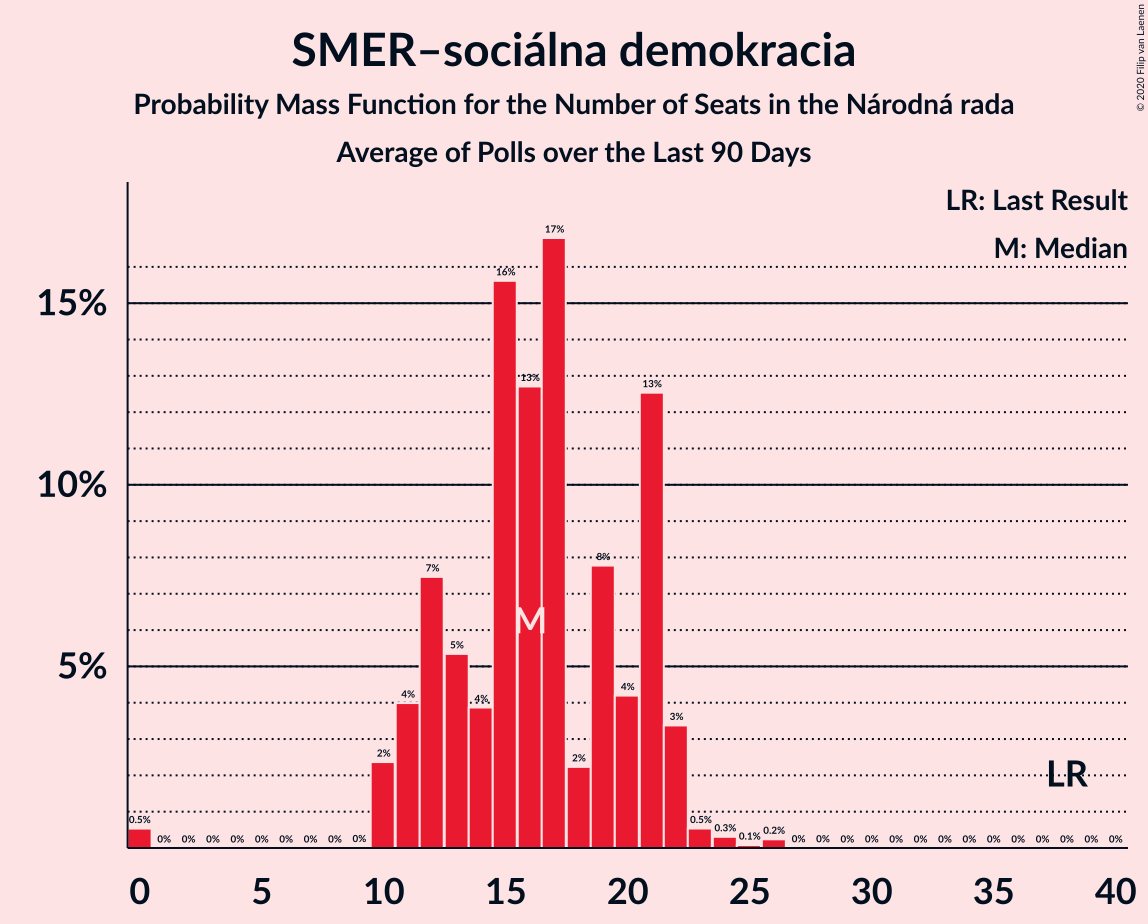 SMER–sociálna demokracia
Probability Mass Function for the Number of Seats in the Národná rada
Average of Polls over the Last 90 Days
© 2020 Filip van Laenen
LR: Last Result
M: Median
15%
10%
5%
0.5% 0% 0% 0% 0% 0% 0% 0% 0% 0% 2% 4% 7% 5% 4% 16% 13% 17% 2% 8% 4% 13% 3% 0.5% 0.3% 0.1% 0.2% 0% 0% 0% 0% 0% 0% 0% 0% 0% 0% 0% 0% 0% 0%
M
LR
0 5 10 15 20 25 30 35 40